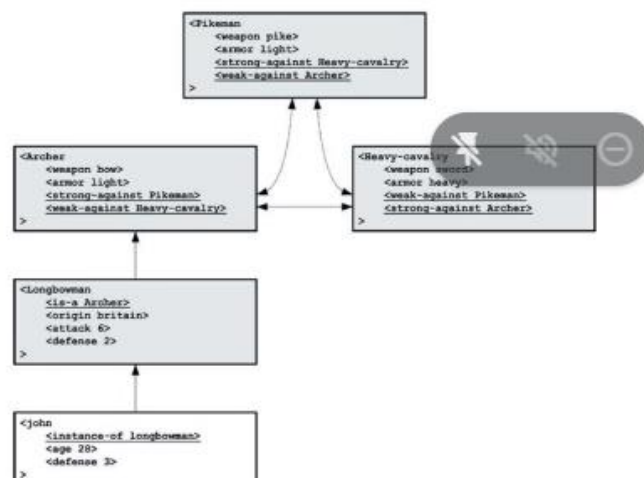 <Pikeman
<weapon pike>
<armor light>
<strong-against Heavy-cavalry>
<weak-against Archer>
>
<Archer
<weapon bow>
<armor light>
<strong-against Pikeman>
<weak-against Heavy-cavalry>
>
<Heavy-cavalry
<weapon sword>
<armor heavy>
<weak-against Pikeman>
<strong-against Archer>
>
<Longbowman
<is-a Archer>
<origin britain>
<attack 6>
<defense 2>
>
<john
<instance-of longbowman>
<age 28>
<defense 3>
>